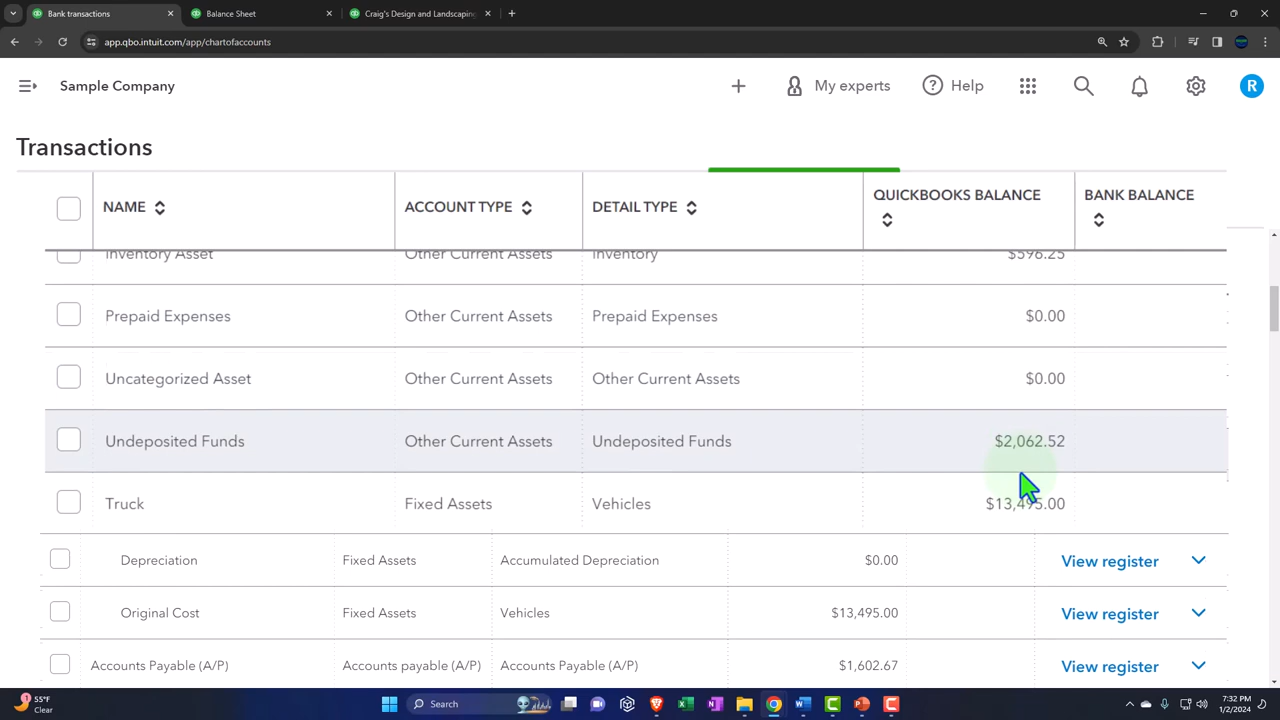 Bank transactions
Balance Sheet
Craig's Design and Landscaping
app.qbo.intuit.com/app/chartofaccounts
Sample Company
My experts
Help
R
Transactions
NAME ACCOUNT TYPE DETAIL TYPE QUICKBOOKS BALANCE BANK BALANCE
Inventory Asset Other Current Assets Inventory $596.25
Prepaid Expenses Other Current Assets Prepaid Expenses $0.00
Uncategorized Asset Other Current Assets Other Current Assets $0.00
Undeposited Funds Other Current Assets Undeposited Funds $2,062.52
Truck Fixed Assets Vehicles $13,495.00
Depreciation Fixed Assets Accumulated Depreciation $0.00 View register
Original Cost Fixed Assets Vehicles $13,495.00 View register
Accounts Payable (A/P) Accounts payable (A/P) Accounts Payable (A/P) $1,602.67 View register
1 55°F
Clear
Search
7:32 PM
1/2/2024